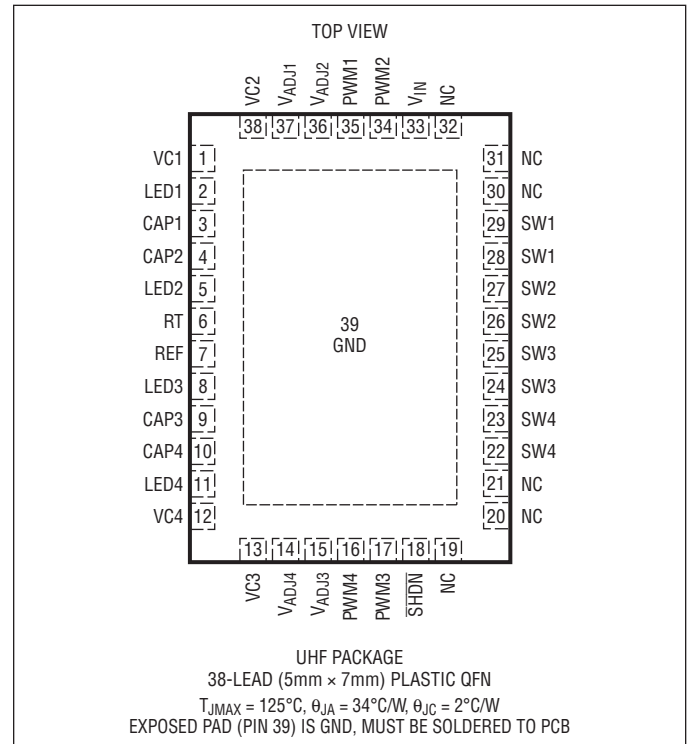 TOP VIEW
VC2
VADJ1
VADJ2
PWM1
PWM2
VIN
NC
38 37 36 35 34 33 32
VC1 1
LED1 2
CAP1 3
CAP2 4
LED2 5
RT 6
REF 7
LED3 8
CAP3 9
CAP4 10
LED4 11
VC4 12
39
GND
31 NC
30 NC
29 SW1
28 SW1
27 SW2
26 SW2
25 SW3
24 SW3
23 SW4
22 SW4
21 NC
20 NC
13 14 15 16 17 18 19
VC3
VADJ4
VADJ3
PWM4
PWM3
SHDN
NC
UHF PACKAGE
38-LEAD (5mm × 7mm) PLASTIC QFN
TJMAX = 125°C, θJA = 34°C/W, θJC = 2°C/W
EXPOSED PAD (PIN 39) IS GND, MUST BE SOLDERED TO PCB